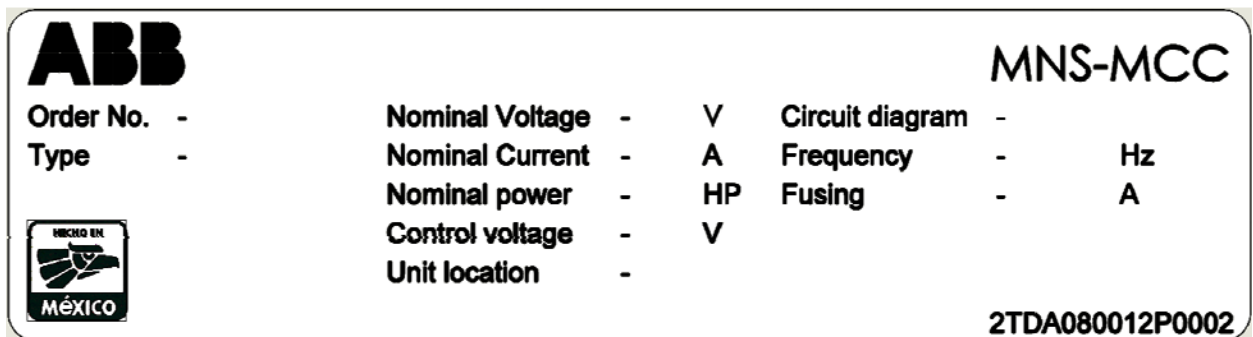 ABB
MNS-MCC
Order No. - Nominal Voltage - V Circuit diagram -
Type - Nominal Current - A Frequency - Hz
Nominal power - HP Fusing - A
Control voltage - V
Unit location -
HECHO EN
MéXICO
2TDA080012P0002